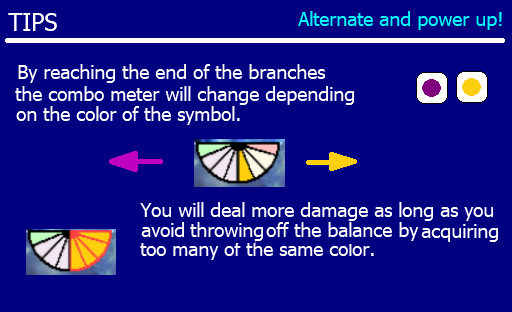 TIPS
Alternate and power up!
By reaching the end of the branches
the combo meter will change depending
on the color of the symbol.
You will deal more damage as long as you
avoid throwing off the balance by acquiring
too many of the same color.